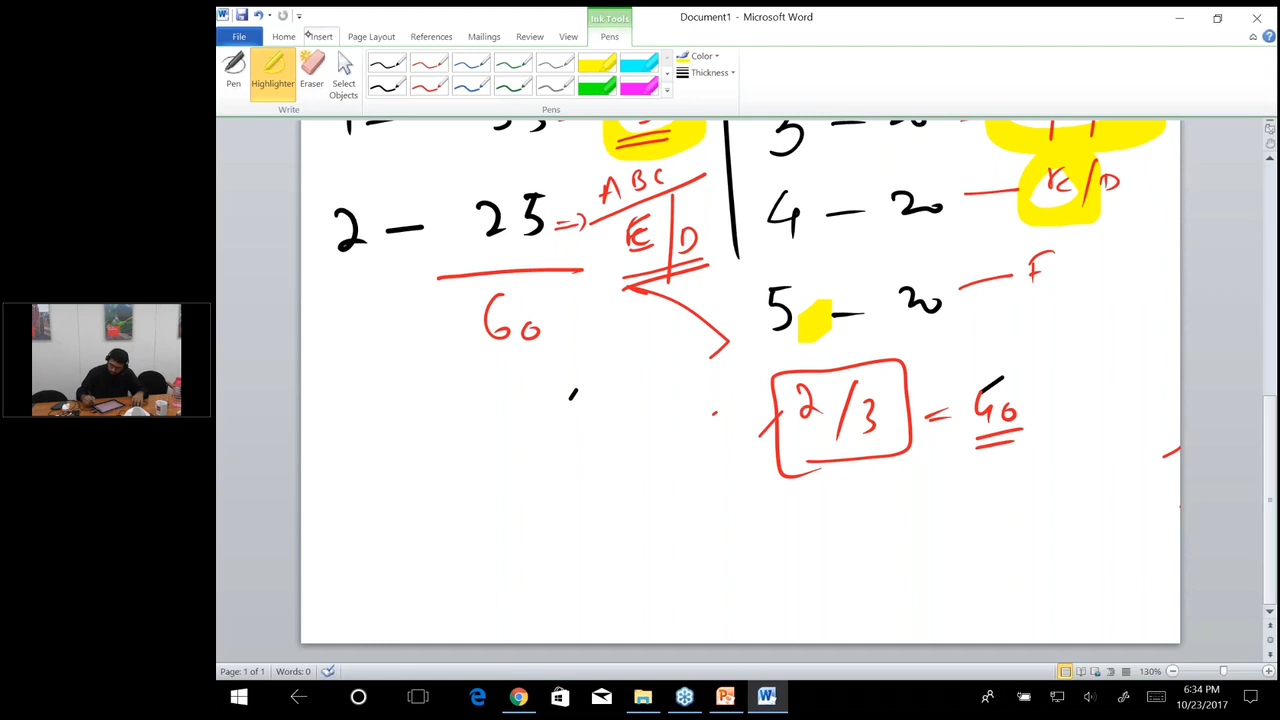 Ink Tools
Document1 - Microsoft Word
File Home Insert Page Layout References Mailings Review View Pens
Pen Highlighter Eraser Select Objects
Color
Thickness
Write Pens
1 - 35
3 - 20
A B C
2 - 25 => E | D
4 - 20 - E / D
60
5 - 20 - F
2 / 3 = 40
Page: 1 of 1 Words: 0 130%
6:34 PM
10/23/2017